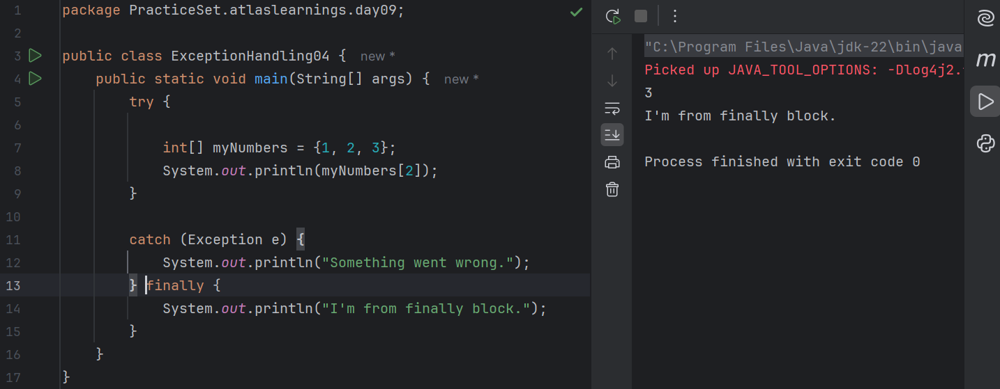 1 package PracticeSet.atlaslearnings.day09;
2
3 public class ExceptionHandling04 { new *
4 public static void main(String[] args) { new *
5 try {
6
7 int[] myNumbers = {1, 2, 3};
8 System.out.println(myNumbers[2]);
9 }
10
11 catch (Exception e) {
12 System.out.println("Something went wrong.");
13 } finally {
14 System.out.println("I'm from finally block.");
15 }
16 }
17 }
"C:\Program Files\Java\jdk-22\bin\java
Picked up JAVA_TOOL_OPTIONS: -Dlog4j2.
3
I'm from finally block.
Process finished with exit code 0
m